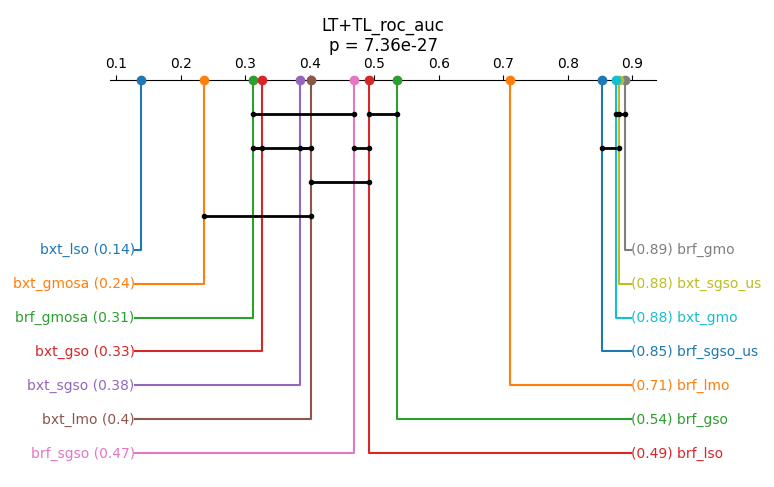 LT+TL_roc_auc
p = 7.36e-27
0.1 0.2 0.3 0.4 0.5 0.6 0.7 0.8 0.9
bxt_lso (0.14) (0.89) brf_gmo
bxt_gmosa (0.24) (0.88) bxt_sgso_us
brf_gmosa (0.31) (0.88) bxt_gmo
bxt_gso (0.33) (0.85) brf_sgso_us
bxt_sgso (0.38) (0.71) brf_lmo
bxt_lmo (0.4) (0.54) brf_gso
brf_sgso (0.47) (0.49) brf_lso